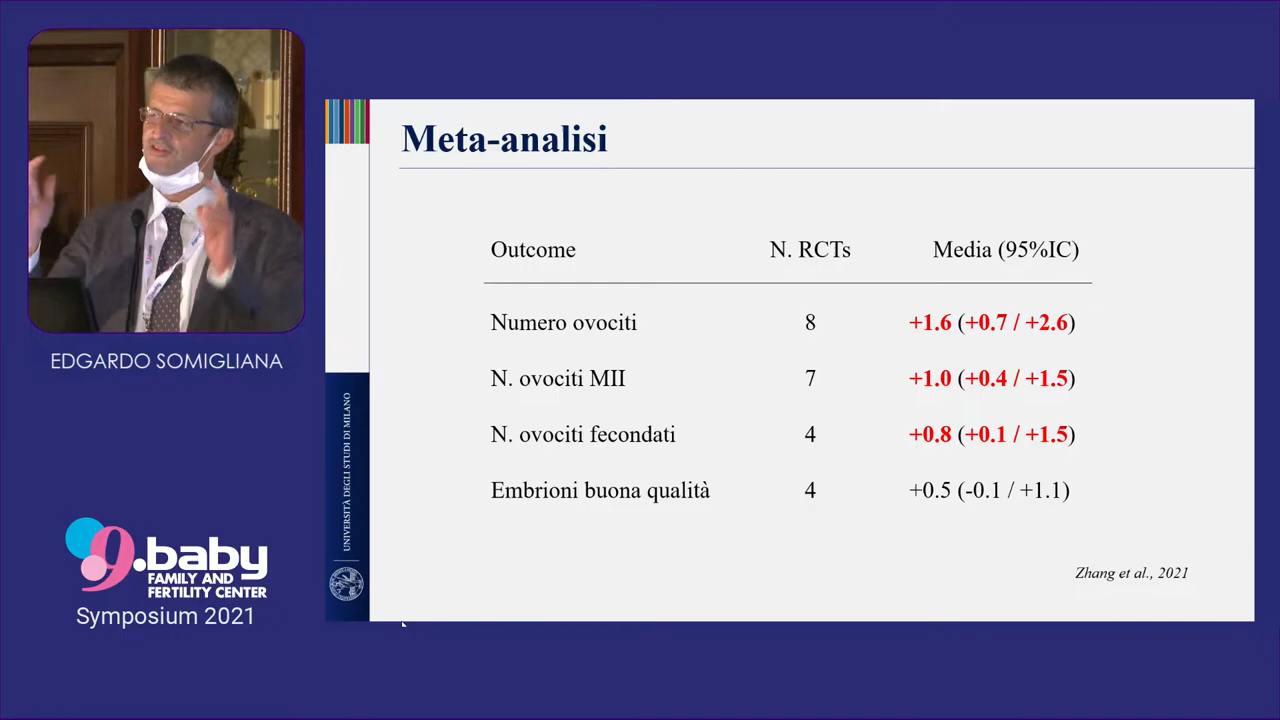 EDGARDO SOMIGLIANA
9.baby
FAMILY AND
FERTILITY CENTER
Symposium 2021
UNIVERSITÀ DEGLI STUDI DI MILANO
Meta-analisi
Outcome N. RCTs Media (95%IC)
Numero ovociti 8 +1.6 (+0.7 / +2.6)
N. ovociti MII 7 +1.0 (+0.4 / +1.5)
N. ovociti fecondati 4 +0.8 (+0.1 / +1.5)
Embrioni buona qualità 4 +0.5 (-0.1 / +1.1)
Zhang et al., 2021